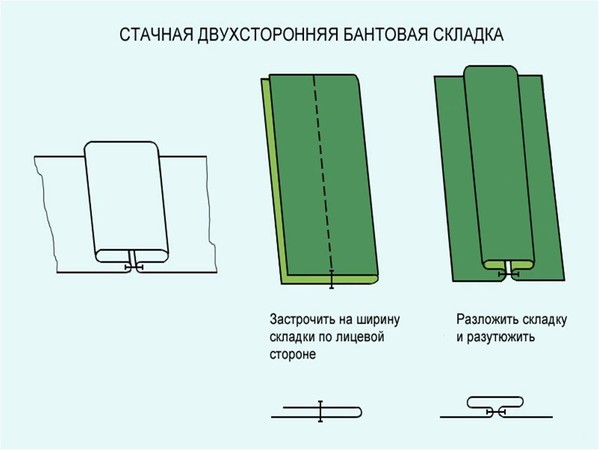 СТАЧНАЯ ДВУХСТОРОННЯЯ БАНТОВАЯ СКЛАДКА
Застрочить на ширину
складки по лицевой
стороне
Разложить складку
и разутюжить